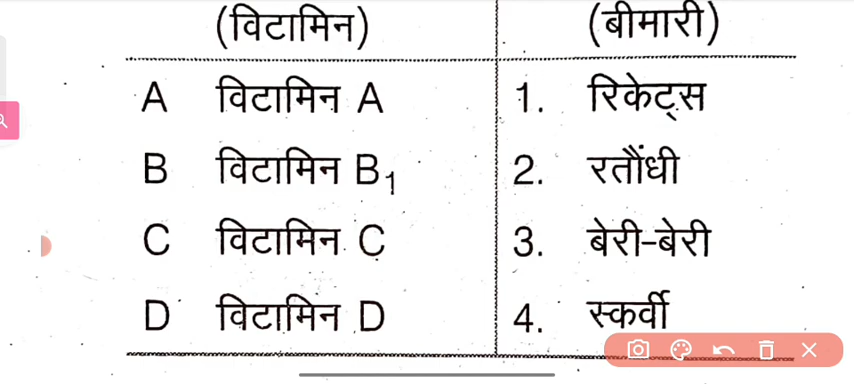 (विटामिन) (बीमारी)
A विटामिन A 1. रिकेट्स
B विटामिन B₁ 2. रतौंधी
C विटामिन C 3. बेरी-बेरी
D विटामिन D 4. स्कर्वी